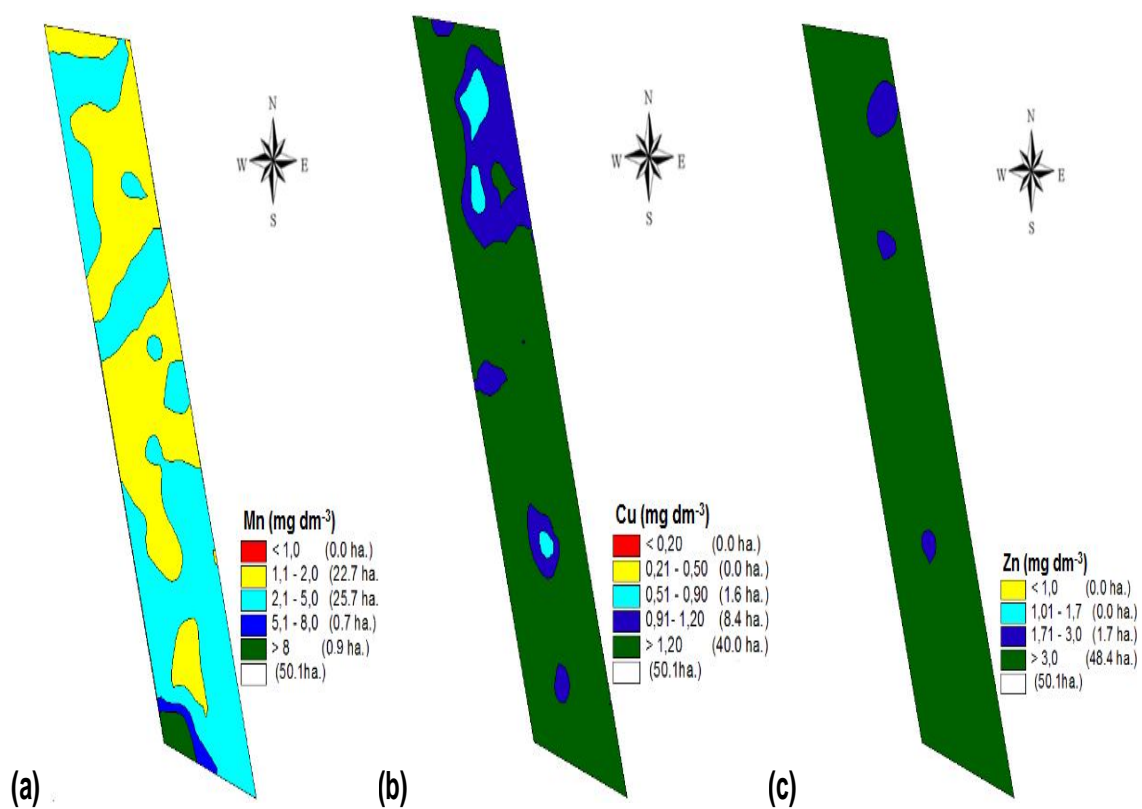 N
W E
S
Mn (mg dm-3)
< 1,0 (0.0 ha.)
1,1 - 2,0 (22.7 ha.
2,1 - 5,0 (25.7 ha.
5,1 - 8,0 (0.7 ha.)
> 8 (0.9 ha.)
(50.1ha.)
(a)
N
W E
S
Cu (mg dm-3)
< 0,20 (0.0 ha.)
0,21 - 0,50 (0.0 ha.)
0,51 - 0,90 (1.6 ha.)
0,91- 1,20 (8.4 ha.)
> 1,20 (40.0 ha.)
(50.1ha.)
(b)
N
W E
S
Zn (mg dm-3)
< 1,0 (0.0 ha.)
1,01 - 1,7 (0.0 ha.)
1,71 - 3,0 (1.7 ha.)
> 3,0 (48.4 ha.)
(50.1ha.)
(c)